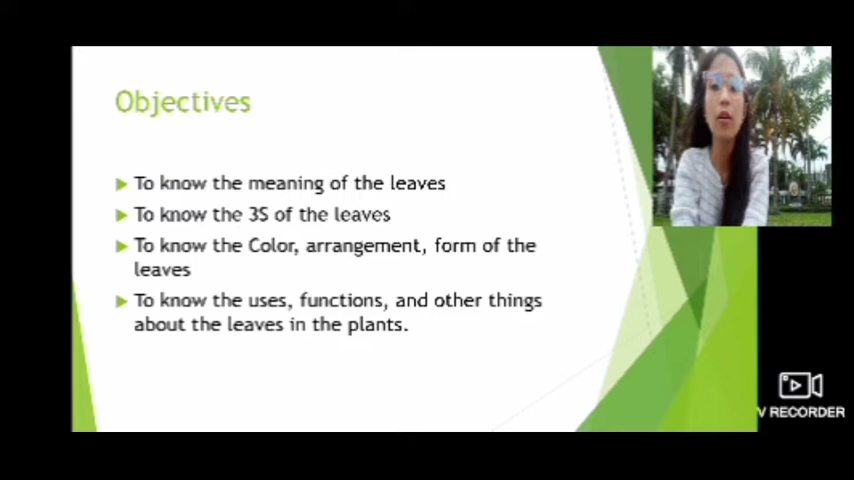 Objectives
To know the meaning of the leaves
To know the 3S of the leaves
To know the Color, arrangement, form of the
leaves
To know the uses, functions, and other things
about the leaves in the plants.
V RECORDER